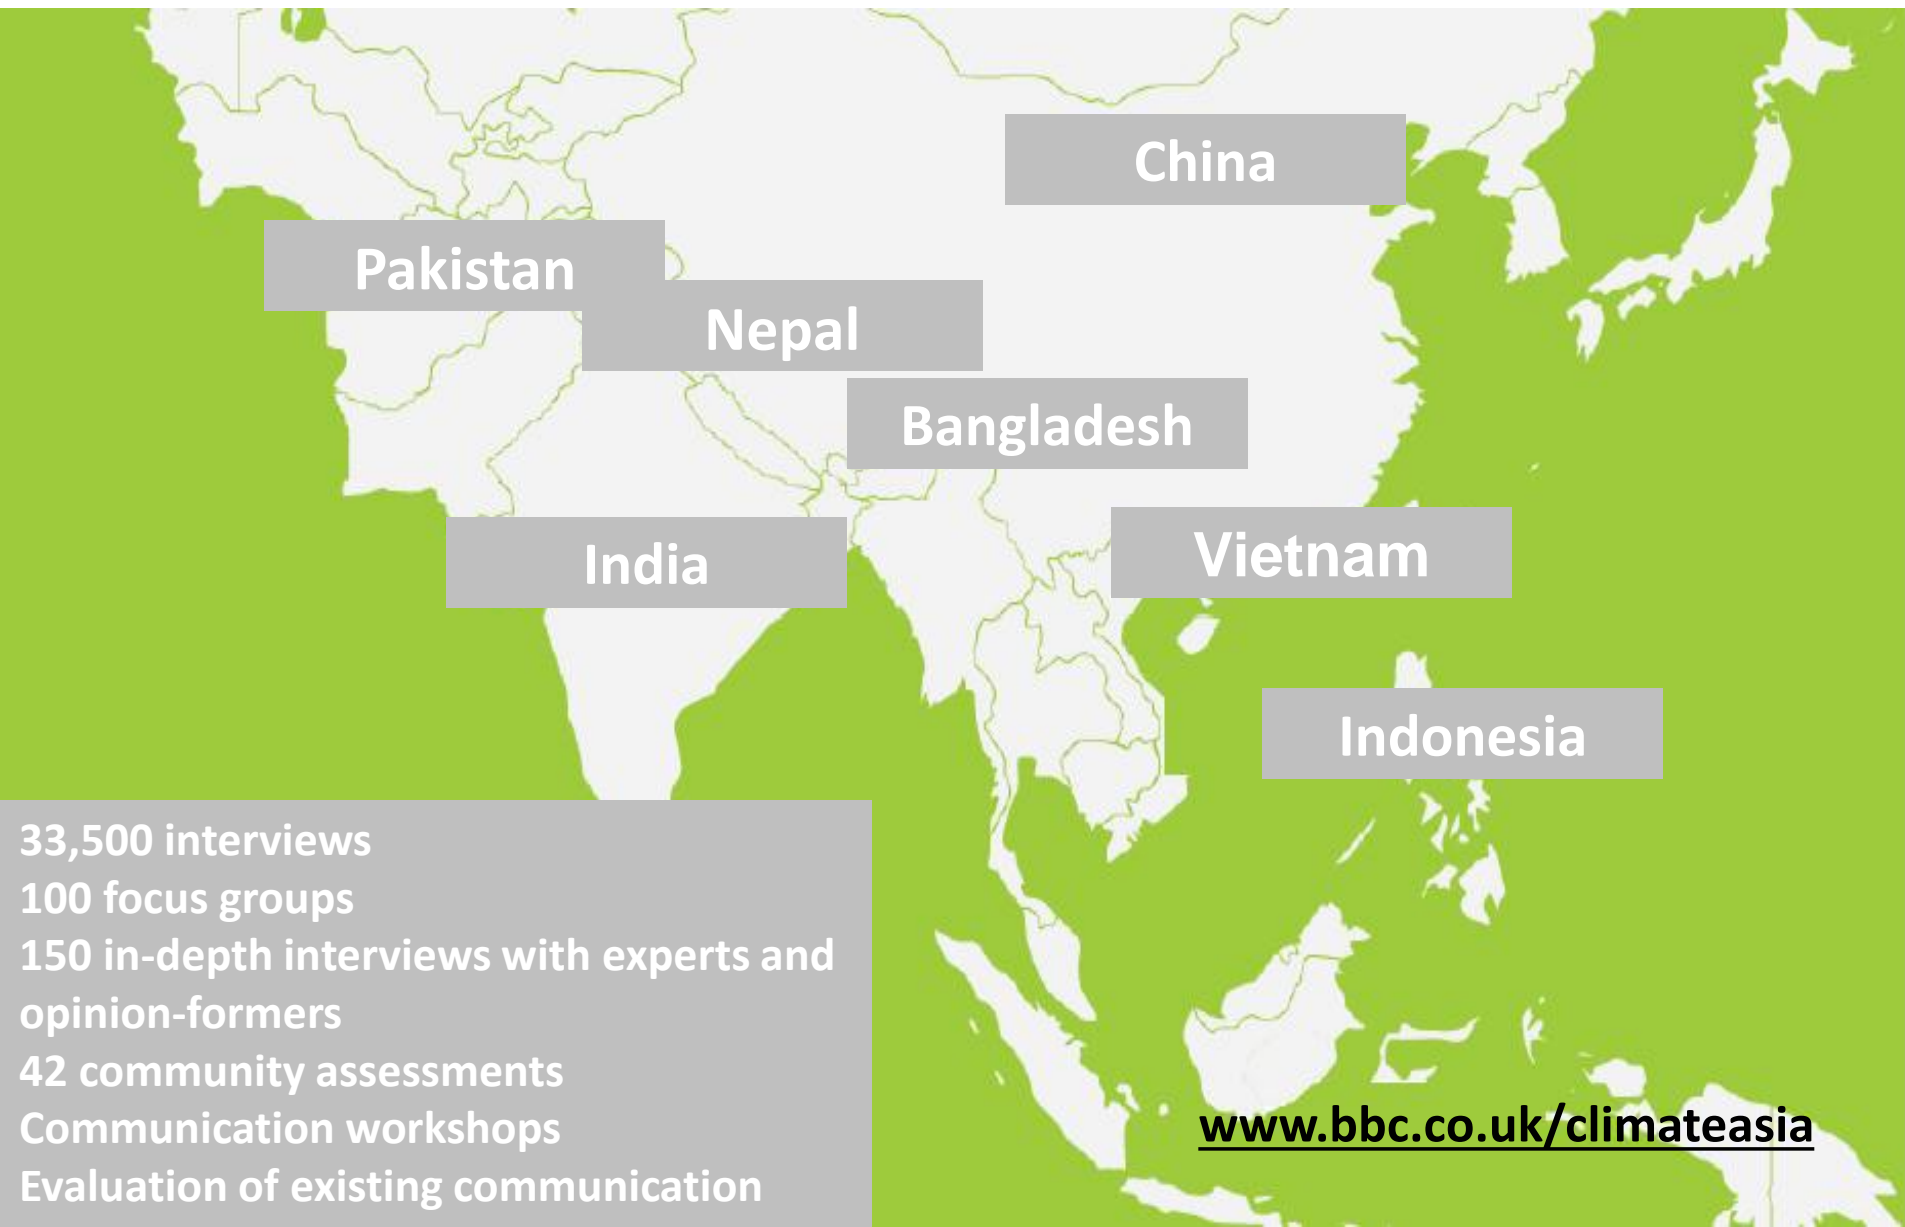 China
Pakistan
Nepal
Bangladesh
India
Vietnam
Indonesia
33,500 interviews
100 focus groups
150 in-depth interviews with experts and
opinion-formers
42 community assessments
Communication workshops
Evaluation of existing communication
www.bbc.co.uk/climateasia